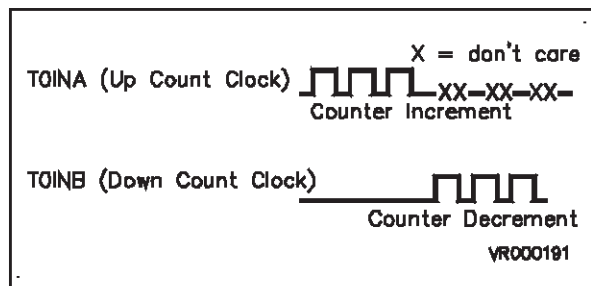 X = don't care
TOINA (Up Count Clock)
XX-XX-XX-
Counter Increment
TOINB (Down Count Clock)
Counter Decrement
VR000191